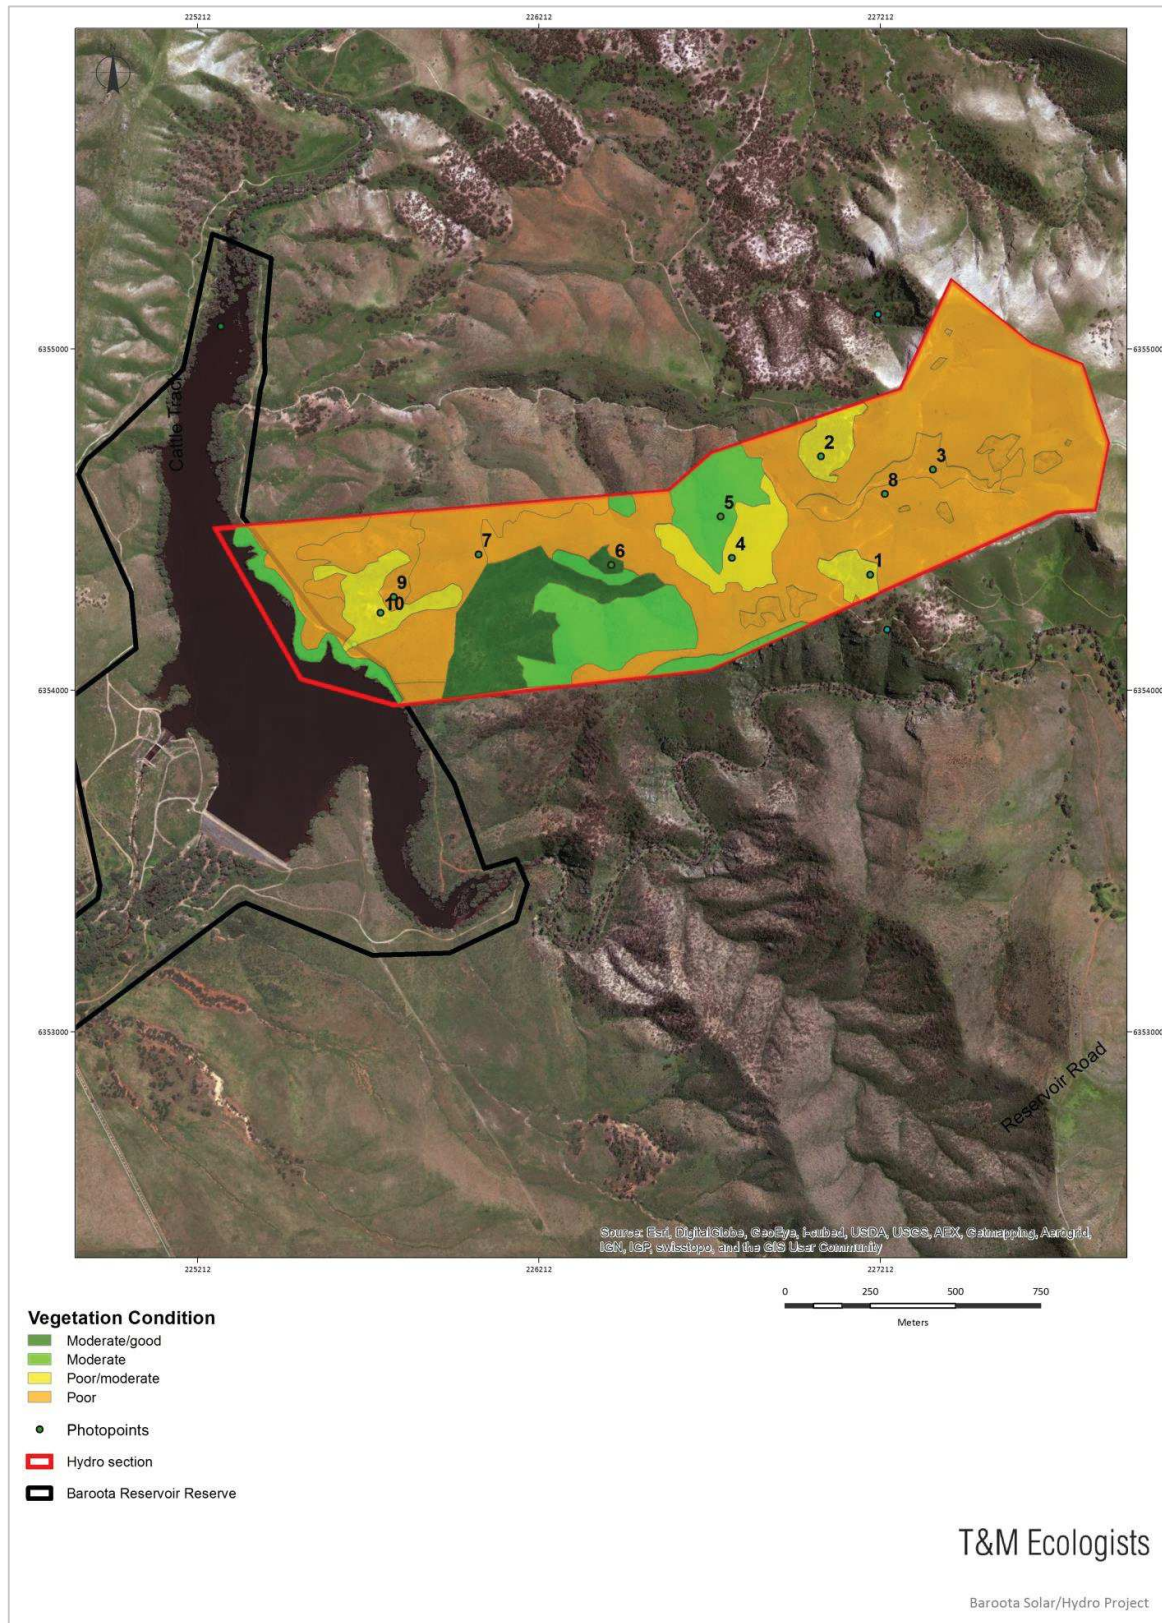 225212 226212 227212
6355000 6355000
Cattle Track
2
3
8
5
4
7
6
1
9
10
6354000 6354000
6353000 6353000
Reservoir Road
Source: Esri, DigitalGlobe, GeoEye, i-cubed, USDA, USGS, AEX, Getmapping, Aerogrid,
IGN, IGP, swisstopo, and the GIS User Community
225212 226212 227212
0 250 500 750
Meters
Vegetation Condition
Moderate/good
Moderate
Poor/moderate
Poor
Photopoints
Hydro section
Baroota Reservoir Reserve
T&M Ecologists
Baroota Solar/Hydro Project